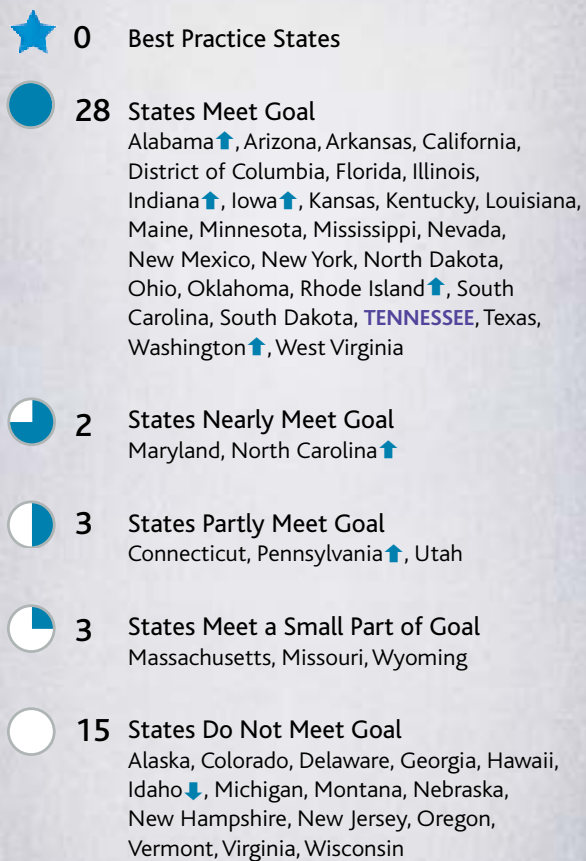 0 Best Practice States
28 States Meet Goal
Alabama⬆, Arizona, Arkansas, California,
District of Columbia, Florida, Illinois,
Indiana⬆, Iowa⬆, Kansas, Kentucky, Louisiana,
Maine, Minnesota, Mississippi, Nevada,
New Mexico, New York, North Dakota,
Ohio, Oklahoma, Rhode Island⬆, South
Carolina, South Dakota, TENNESSEE, Texas,
Washington⬆, West Virginia
2 States Nearly Meet Goal
Maryland, North Carolina⬆
3 States Partly Meet Goal
Connecticut, Pennsylvania⬆, Utah
3 States Meet a Small Part of Goal
Massachusetts, Missouri, Wyoming
15 States Do Not Meet Goal
Alaska, Colorado, Delaware, Georgia, Hawaii,
Idaho⬇, Michigan, Montana, Nebraska,
New Hampshire, New Jersey, Oregon,
Vermont, Virginia, Wisconsin